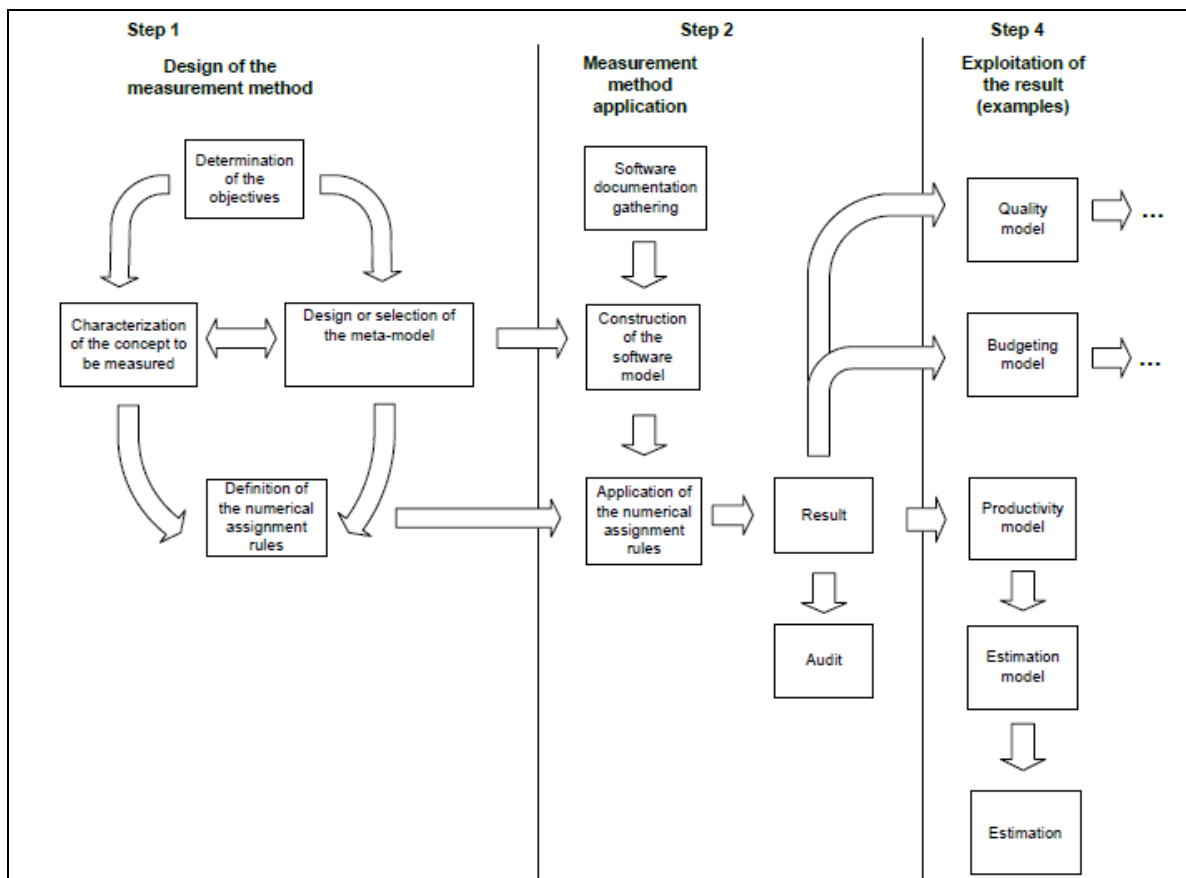 Step 1
Design of the
measurement method
Determination
of the
objectives
Characterization
of the concept to
be measured
Design or selection of
the meta-model
Definition of
the numerical
assignment
rules
Step 2
Measurement
method
application
Software
documentation
gathering
Construction
of the
software
model
Application of
the numerical
assignment
rules
Result
Audit
Step 4
Exploitation of
the result
(examples)
Quality
model
...
Budgeting
model
...
Productivity
model
Estimation
model
Estimation